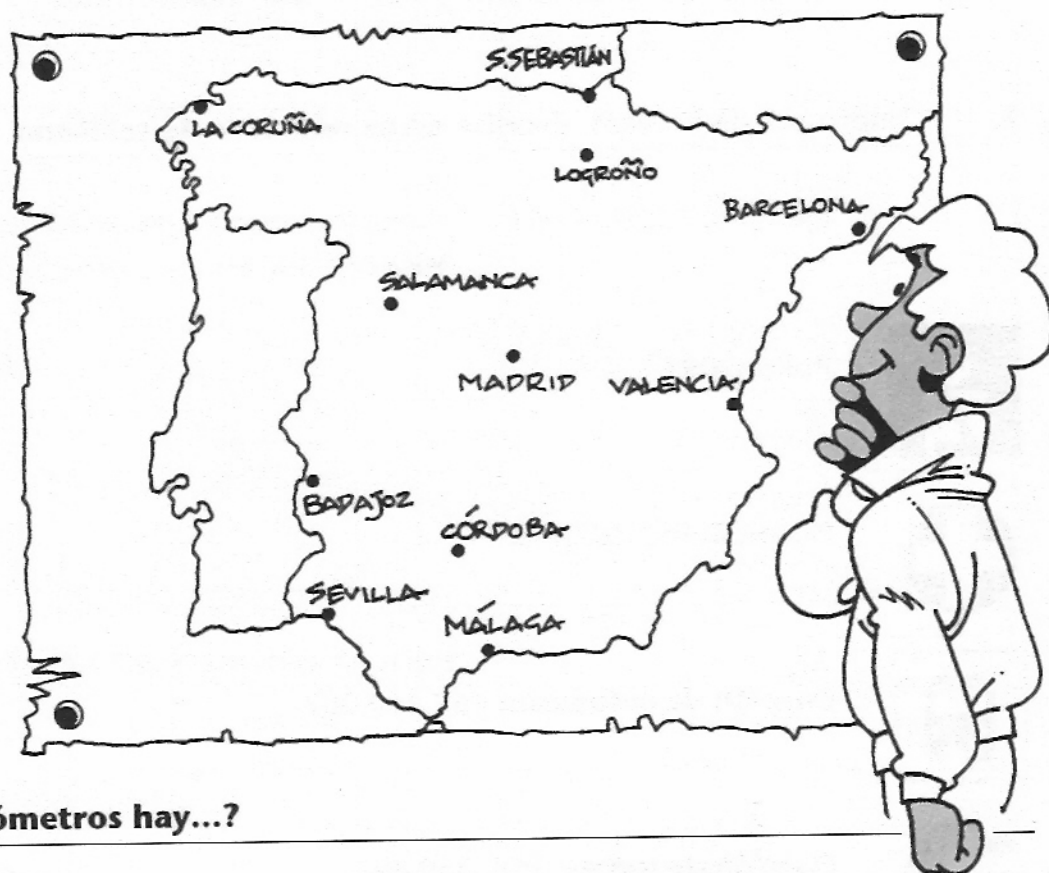 S.SEBASTIÁN
LA CORUÑA
LOGROÑO
BARCELONA
SALAMANCA
MADRID
VALENCIA
BADAJOZ
CÓRDOBA
SEVILLA
MÁLAGA
ómetros hay...?